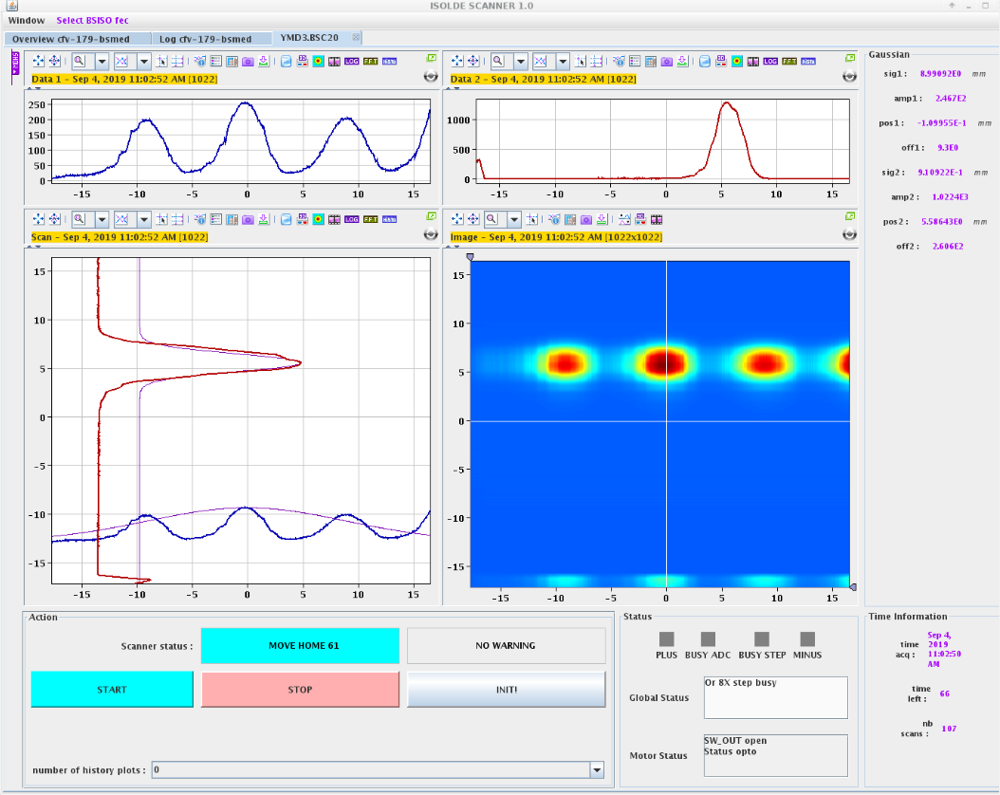 ISOLDE SCANNER 1.0
Window Select BSISO fec
Overview cfv-179-bsmed Log cfv-179-bsmed YMD3.BSC20
LOG FFT
Data 1 - Sep 4, 2019 11:02:52 AM [1022]
250
200
150
100
50
0
-15 -10 -5 0 5 10 15
LOG FFT
Data 2 - Sep 4, 2019 11:02:52 AM [1022]
1000
500
0
-15 -10 -5 0 5 10 15
LOG FFT
Scan - Sep 4, 2019 11:02:52 AM [1022]
15
10
5
0
-5
-10
-15
-15 -10 -5 0 5 10 15
Image - Sep 4, 2019 11:02:52 AM [1022x1022]
15
10
5
0
-5
-10
-15
-15 -10 -5 0 5 10 15
Gaussian
sig1 : 8.99092E0 mm
amp1 : 2.467E2
pos1 : -1.09955E-1 mm
off1 : 9.3E0
sig2 : 9.10922E-1 mm
amp2 : 1.0224E3
pos2 : 5.58643E0 mm
off2 : 2.606E2
Action
Scanner status : MOVE HOME 61 NO WARNING
START STOP INIT!
number of history plots : 0
Status
PLUS BUSY ADC BUSY STEP MINUS
Global Status Or 8X step busy
Motor Status SW_OUT open
Status opto
Time Information
time acq : Sep 4, 2019 11:02:50 AM
time left : 66
nb scans : 107